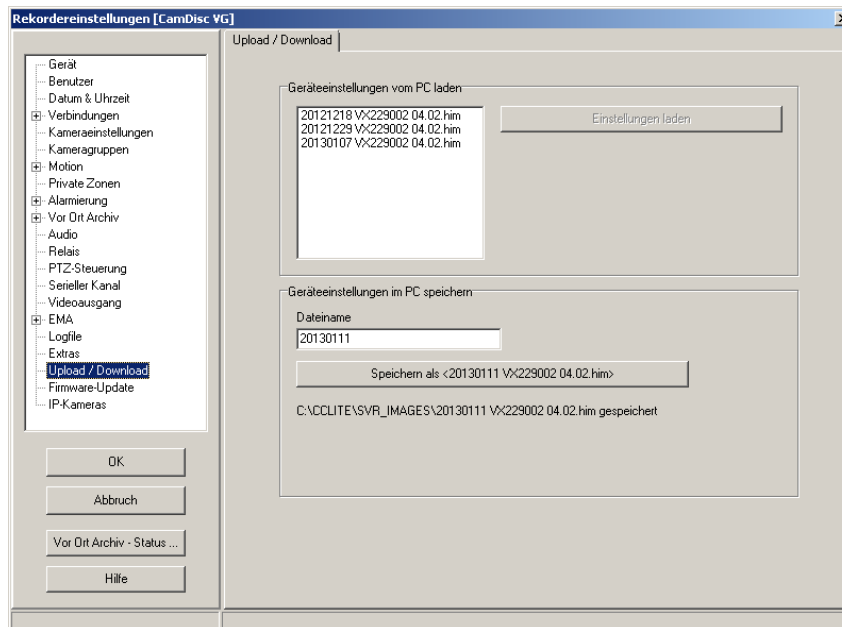 Rekordereinstellungen [CamDisc VG]
Gerät
Benutzer
Datum & Uhrzeit
Verbindungen
Kameraeinstellungen
Kameragruppen
Motion
Private Zonen
Alarmierung
Vor Ort Archiv
Audio
Relais
PTZ-Steuerung
Serieller Kanal
Videoausgang
EMA
Logfile
Extras
Upload / Download
Firmware-Update
IP-Kameras
OK
Abbruch
Vor Ort Archiv - Status ...
Hilfe
Upload / Download
Geräteeinstellungen vom PC laden
20121218 VX229002 04.02.him
20121229 VX229002 04.02.him
20130107 VX229002 04.02.him
Einstellungen laden
Geräteeinstellungen im PC speichern
Dateiname
20130111
Speichern als <20130111 VX229002 04.02.him>
C:\CCLITE\SVR_IMAGES\20130111 VX229002 04.02.him gespeichert